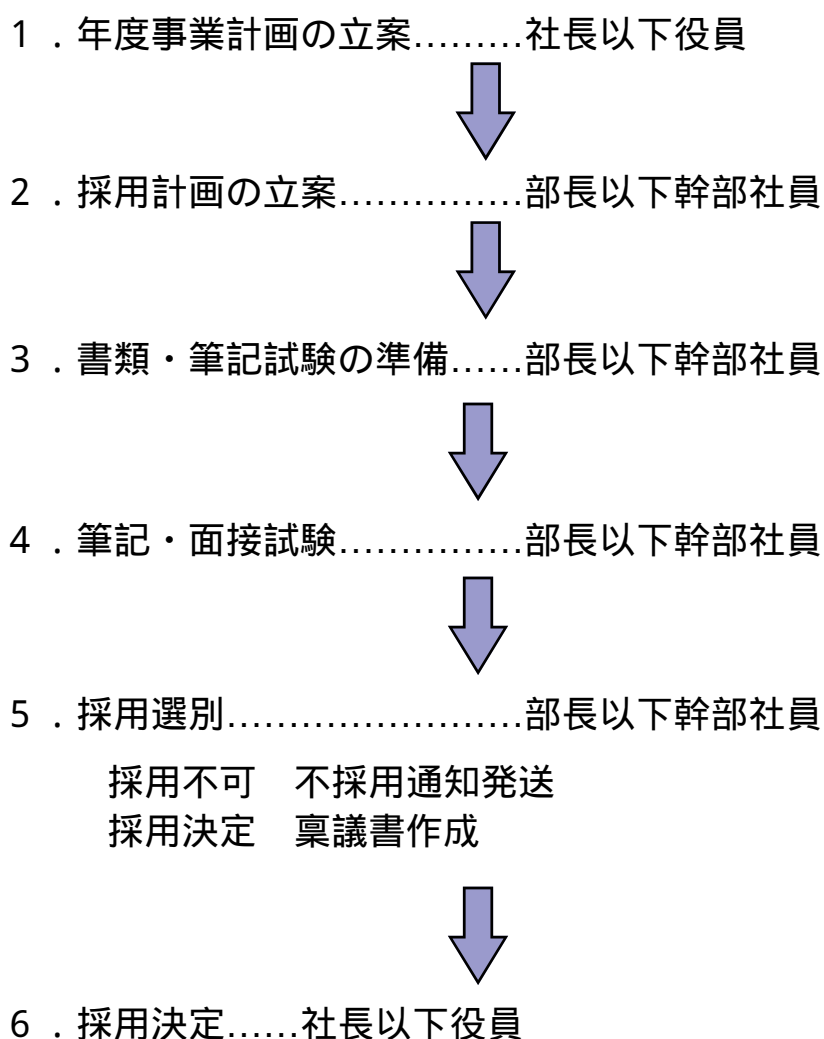 １．年度事業計画の立案………社長以下役員
２．採用計画の立案……………部長以下幹部社員
３．書類・筆記試験の準備……部長以下幹部社員
４．筆記・面接試験……………部長以下幹部社員
５．採用選別……………………部長以下幹部社員
採用不可　不採用通知発送
採用決定　稟議書作成
６．採用決定……社長以下役員